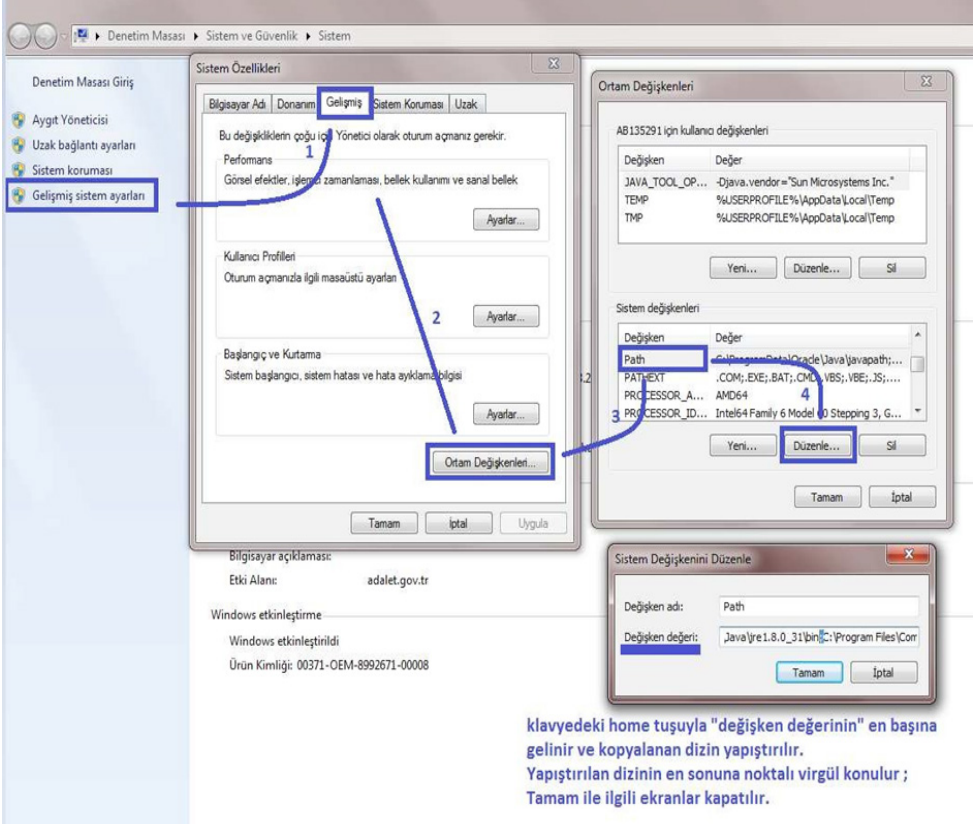 Denetim Masası ▸ Sistem ve Güvenlik ▸ Sistem
Denetim Masası Giriş
Aygıt Yöneticisi
Uzak bağlantı ayarları
Sistem koruması
Gelişmiş sistem ayarları
Sistem Özellikleri
Bilgisayar Adı Donanım Gelişmiş Sistem Koruması Uzak
Bu değişikliklerin çoğu için Yönetici olarak oturum açmanız gerekir.
1
Performans
Görsel efektler, işlemci zamanlaması, bellek kullanımı ve sanal bellek
Ayarlar...
Kullanıcı Profilleri
Oturum açmanızla ilgili masaüstü ayarları
2
Ayarlar...
Başlangıç ve Kurtarma
Sistem başlangıcı, sistem hatası ve hata ayıklama bilgisi
Ayarlar...
Ortam Değişkenleri...
Tamam İptal Uygula
3
Ortam Değişkenleri
AB135291 için kullanıcı değişkenleri
Değişken Değer
JAVA_TOOL_OP... -Djava.vendor="Sun Microsystems Inc."
TEMP %USERPROFILE%\AppData\Local\Temp
TMP %USERPROFILE%\AppData\Local\Temp
Yeni... Düzenle... Sil
Sistem değişkenleri
Değişken Değer
Path C:\ProgramData\Oracle\Java\javapath;...
PATHEXT .COM;.EXE;.BAT;.CMD;.VBS;.VBE;.JS;....
PROCESSOR_A... AMD64
4
PROCESSOR_ID... Intel64 Family 6 Model 60 Stepping 3, G...
Yeni... Düzenle... Sil
Tamam İptal
Bilgisayar açıklaması:
Etki Alanı: adalet.gov.tr
Windows etkinleştirme
Windows etkinleştirildi
Ürün Kimliği: 00371-OEM-8992671-00008
Sistem Değişkenini Düzenle
Değişken adı: Path
Değişken değeri: Java\jre1.8.0_31\bin;C:\Program Files\Com
Tamam İptal
klavyedeki home tuşuyla "değişken değerinin" en başına
gelinir ve kopyalanan dizin yapıştırılır.
Yapıştırılan dizinin en sonuna noktalı virgül konulur ;
Tamam ile ilgili ekranlar kapatılır.